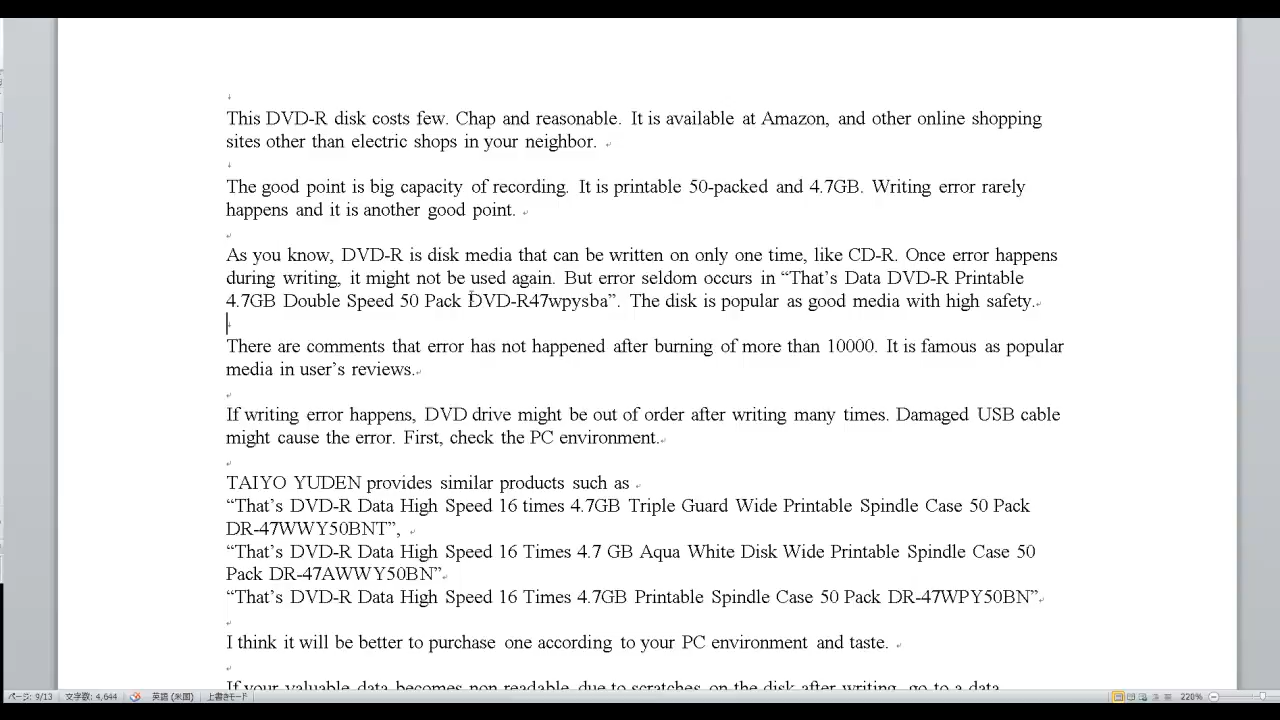 This DVD-R disk costs few. Chap and reasonable. It is available at Amazon, and other online shopping
sites other than electric shops in your neighbor.
The good point is big capacity of recording. It is printable 50-packed and 4.7GB. Writing error rarely
happens and it is another good point.
As you know, DVD-R is disk media that can be written on only one time, like CD-R. Once error happens
during writing, it might not be used again. But error seldom occurs in “That’s Data DVD-R Printable
4.7GB Double Speed 50 Pack DVD-R47wpysba”. The disk is popular as good media with high safety.
There are comments that error has not happened after burning of more than 10000. It is famous as popular
media in user’s reviews.
If writing error happens, DVD drive might be out of order after writing many times. Damaged USB cable
might cause the error. First, check the PC environment.
TAIYO YUDEN provides similar products such as
“That’s DVD-R Data High Speed 16 times 4.7GB Triple Guard Wide Printable Spindle Case 50 Pack
DR-47WWY50BNT”,
“That’s DVD-R Data High Speed 16 Times 4.7 GB Aqua White Disk Wide Printable Spindle Case 50
Pack DR-47AWWY50BN”
“That’s DVD-R Data High Speed 16 Times 4.7GB Printable Spindle Case 50 Pack DR-47WPY50BN”
I think it will be better to purchase one according to your PC environment and taste.
If your valuable data becomes non readable due to scratches on the disk after writing, go to a data
ページ: 9/13 文字数: 4,644 英語 (米国) 上書きモード 220%